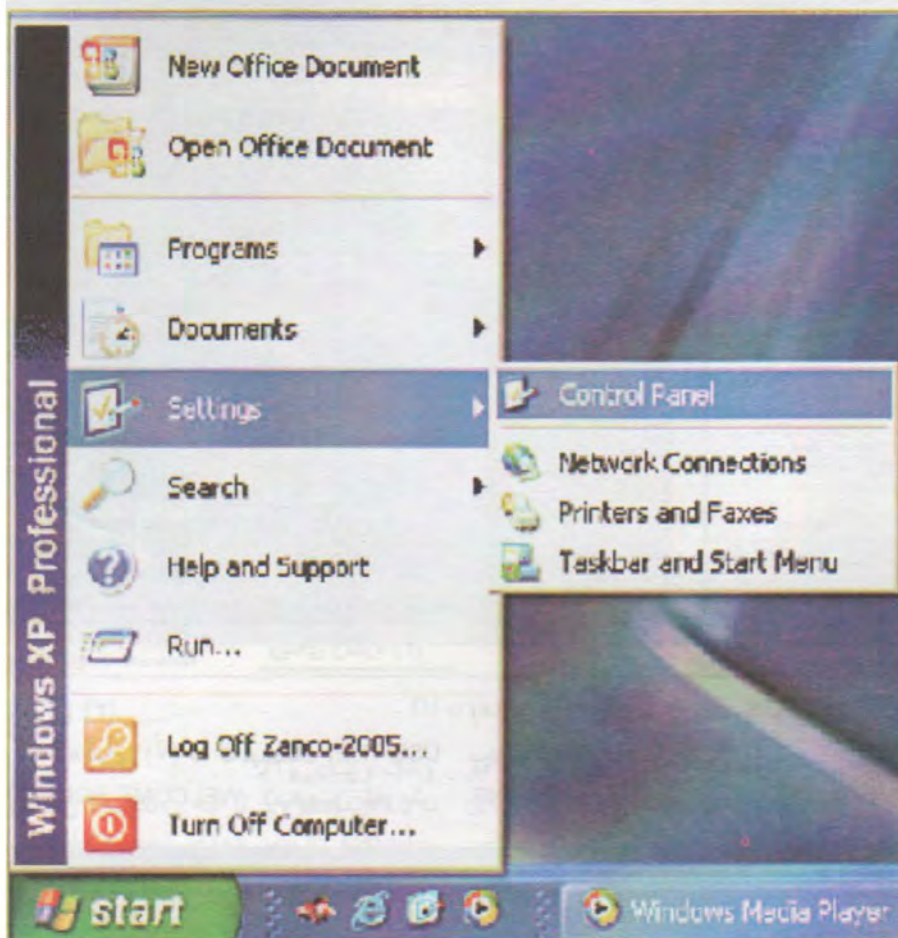 New Office Document
Open Office Document
Programs
Documents
Settings
Control Panel
Network Connections
Printers and Faxes
Taskbar and Start Menu
Search
Help and Support
Run...
Log Off Zanco-2005...
Turn Off Computer...
Windows XP Professional
start
Windows Media Player